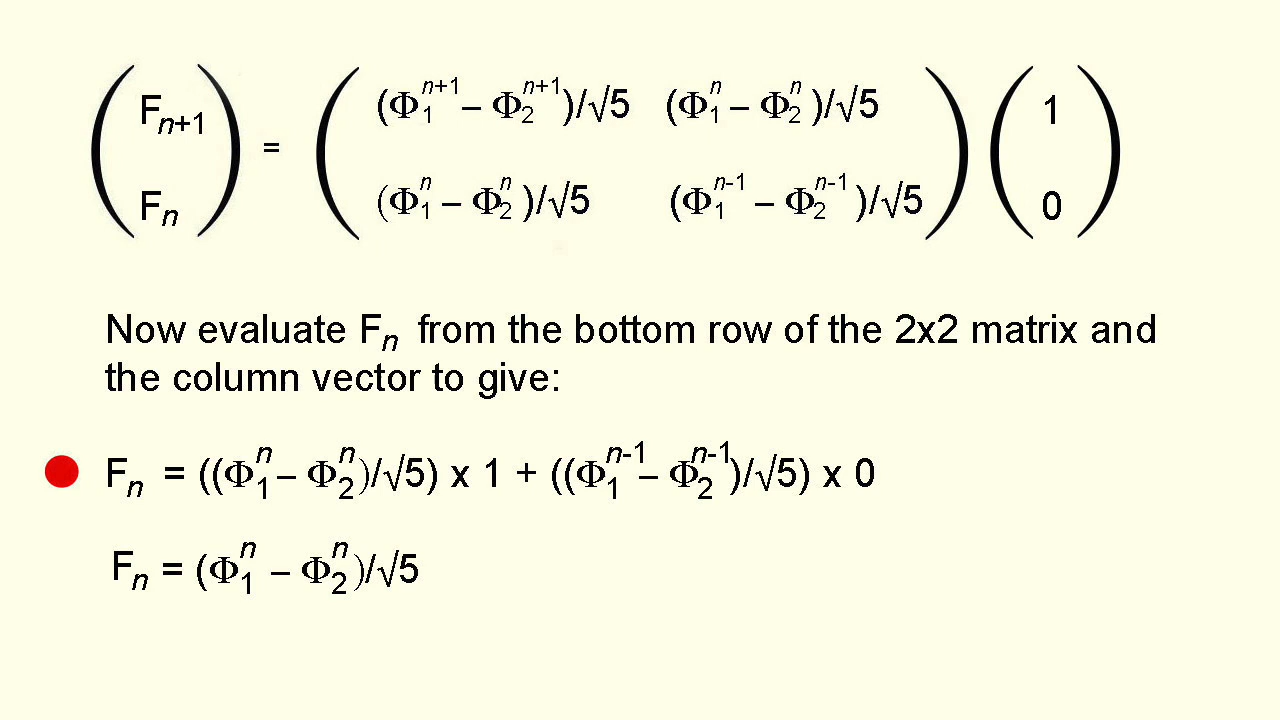 F_{n+1} = (Φ_1^{n+1} – Φ_2^{n+1})/√5 (Φ_1^n – Φ_2^n)/√5 1
F_n (Φ_1^n – Φ_2^n)/√5 (Φ_1^{n-1} – Φ_2^{n-1})/√5 0
Now evaluate F_n from the bottom row of the 2x2 matrix and
the column vector to give:
F_n = ((Φ_1^n – Φ_2^n)/√5) x 1 + ((Φ_1^{n-1} – Φ_2^{n-1})/√5) x 0
F_n = (Φ_1^n – Φ_2^n)/√5